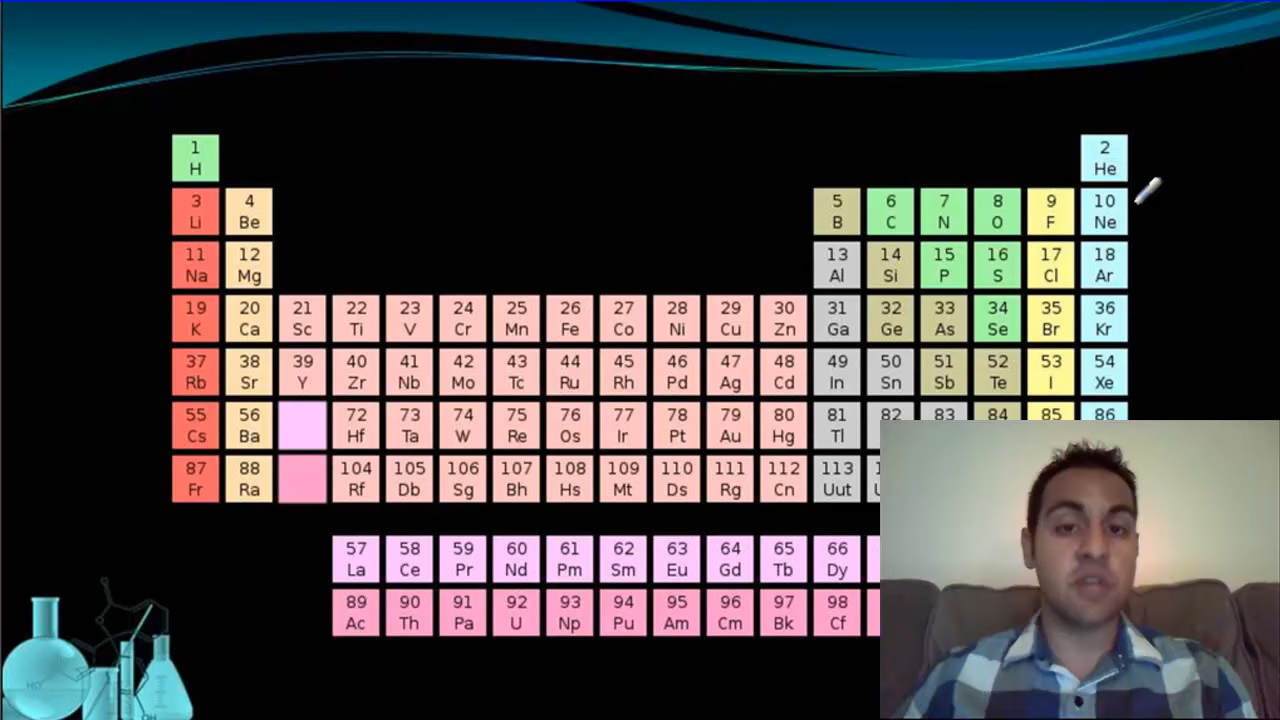 1 2
H He
3 4 5 6 7 8 9 10
Li Be B C N O F Ne
11 12 13 14 15 16 17 18
Na Mg Al Si P S Cl Ar
19 20 21 22 23 24 25 26 27 28 29 30 31 32 33 34 35 36
K Ca Sc Ti V Cr Mn Fe Co Ni Cu Zn Ga Ge As Se Br Kr
37 38 39 40 41 42 43 44 45 46 47 48 49 50 51 52 53 54
Rb Sr Y Zr Nb Mo Tc Ru Rh Pd Ag Cd In Sn Sb Te I Xe
55 56 72 73 74 75 76 77 78 79 80 81 82 83 84 85 86
Cs Ba Hf Ta W Re Os Ir Pt Au Hg Tl
87 88 104 105 106 107 108 109 110 111 112 113
Fr Ra Rf Db Sg Bh Hs Mt Ds Rg Cn Uut
57 58 59 60 61 62 63 64 65 66
La Ce Pr Nd Pm Sm Eu Gd Tb Dy
89 90 91 92 93 94 95 96 97 98
Ac Th Pa U Np Pu Am Cm Bk Cf